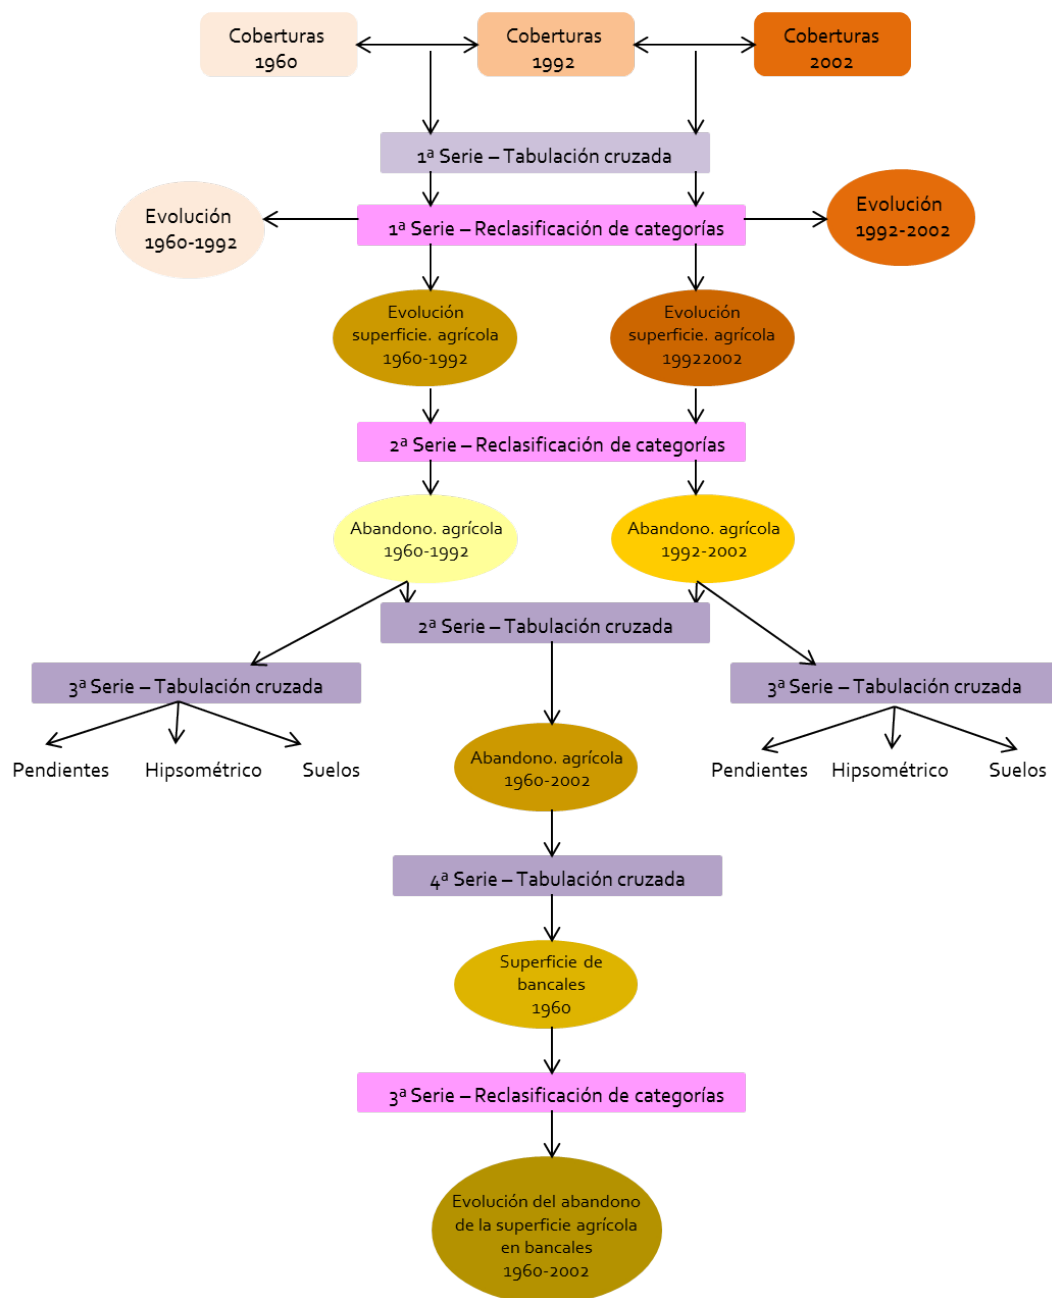 Coberturas
1960
Coberturas
1992
Coberturas
2002
1ª Serie – Tabulación cruzada
Evolución
1960-1992
1ª Serie – Reclasificación de categorías
Evolución
1992-2002
Evolución
superficie. agrícola
1960-1992
Evolución
superficie. agrícola
19922002
2ª Serie – Reclasificación de categorías
Abandono. agrícola
1960-1992
Abandono. agrícola
1992-2002
2ª Serie – Tabulación cruzada
3ª Serie – Tabulación cruzada
3ª Serie – Tabulación cruzada
Pendientes
Hipsométrico
Suelos
Abandono. agrícola
1960-2002
Pendientes
Hipsométrico
Suelos
4ª Serie – Tabulación cruzada
Superficie de
bancales
1960
3ª Serie – Reclasificación de categorías
Evolución del abandono
de la superficie agrícola
en bancales
1960-2002